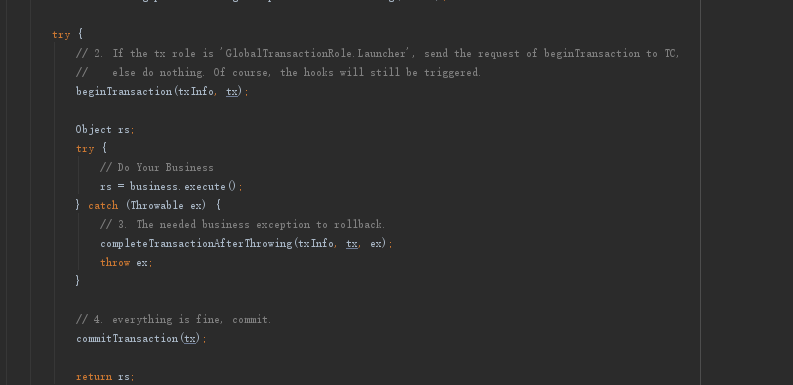 try {
// 2. If the tx role is 'GlobalTransactionRole.Launcher', send the request of beginTransaction to TC,
//    else do nothing. Of course, the hooks will still be triggered.
beginTransaction(txInfo, tx);
Object rs;
try {
// Do Your Business
rs = business.execute();
} catch (Throwable ex) {
// 3. The needed business exception to rollback.
completeTransactionAfterThrowing(txInfo, tx, ex);
throw ex;
}
// 4. everything is fine, commit.
commitTransaction(tx);
return rs;